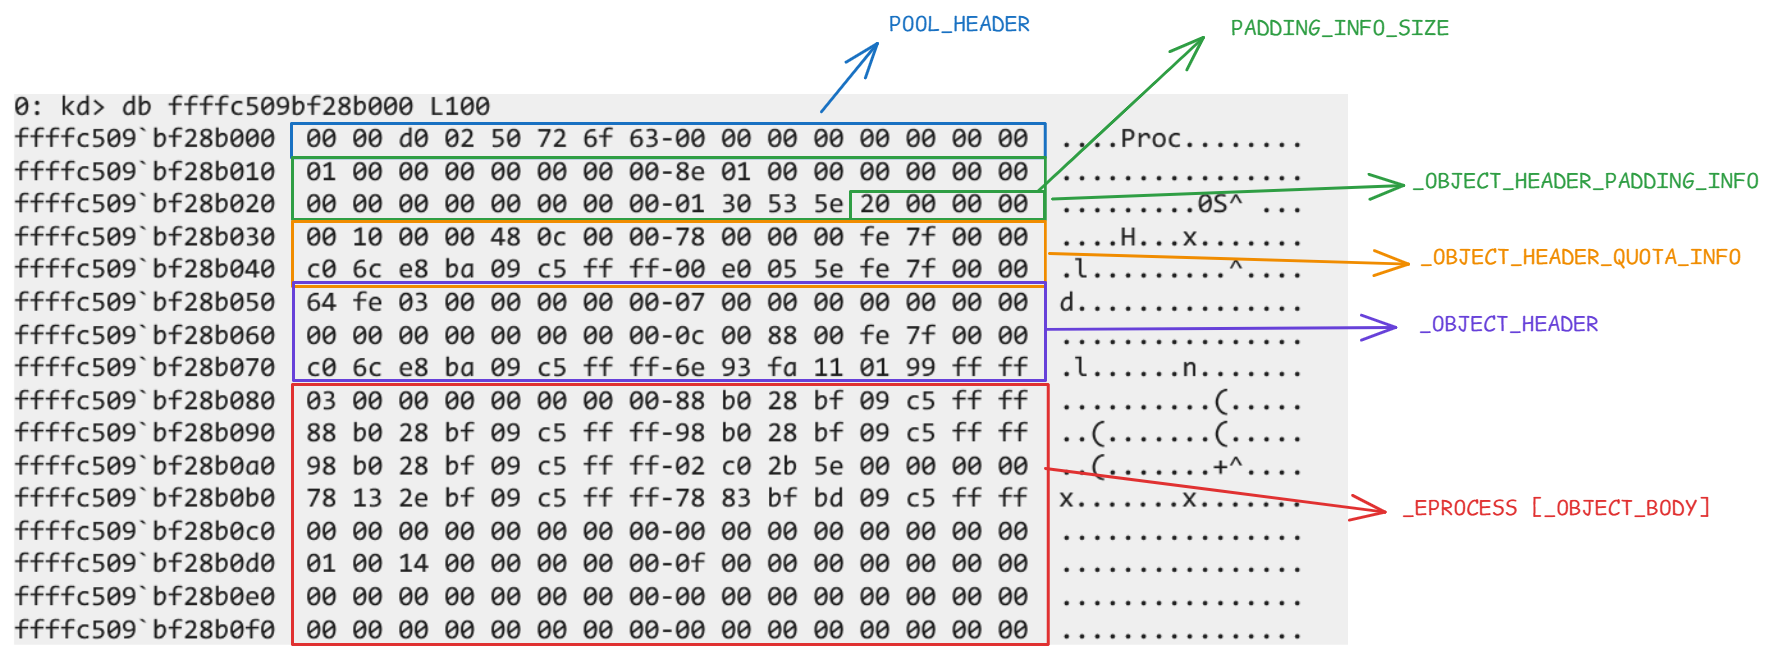 POOL_HEADER
PADDING_INFO_SIZE
0: kd> db ffffc509bf28b000 L100
ffffc509`bf28b000 00 00 d0 02 50 72 6f 63-00 00 00 00 00 00 00 00 ....Proc........
ffffc509`bf28b010 01 00 00 00 00 00 00 00-8e 01 00 00 00 00 00 00 ................
_OBJECT_HEADER_PADDING_INFO
ffffc509`bf28b020 00 00 00 00 00 00 00 00-01 30 53 5e 20 00 00 00 .........0S^ ...
ffffc509`bf28b030 00 10 00 00 48 0c 00 00-78 00 00 00 fe 7f 00 00 ....H...x.......
_OBJECT_HEADER_QUOTA_INFO
ffffc509`bf28b040 c0 6c e8 ba 09 c5 ff ff-00 e0 05 5e fe 7f 00 00 .l.........^....
ffffc509`bf28b050 64 fe 03 00 00 00 00 00-07 00 00 00 00 00 00 00 d...............
_OBJECT_HEADER
ffffc509`bf28b060 00 00 00 00 00 00 00 00-0c 00 88 00 fe 7f 00 00 ................
ffffc509`bf28b070 c0 6c e8 ba 09 c5 ff ff-6e 93 fa 11 01 99 ff ff .l......n.......
ffffc509`bf28b080 03 00 00 00 00 00 00 00-88 b0 28 bf 09 c5 ff ff ..........(.....
ffffc509`bf28b090 88 b0 28 bf 09 c5 ff ff-98 b0 28 bf 09 c5 ff ff ..(.......(.....
ffffc509`bf28b0a0 98 b0 28 bf 09 c5 ff ff-02 c0 2b 5e 00 00 00 00 ..(.......+^....
ffffc509`bf28b0b0 78 13 2e bf 09 c5 ff ff-78 83 bf bd 09 c5 ff ff x.......x.......
_EPROCESS [_OBJECT_BODY]
ffffc509`bf28b0c0 00 00 00 00 00 00 00 00-00 00 00 00 00 00 00 00 ................
ffffc509`bf28b0d0 01 00 14 00 00 00 00 00-0f 00 00 00 00 00 00 00 ................
ffffc509`bf28b0e0 00 00 00 00 00 00 00 00-00 00 00 00 00 00 00 00 ................
ffffc509`bf28b0f0 00 00 00 00 00 00 00 00-00 00 00 00 00 00 00 00 ................